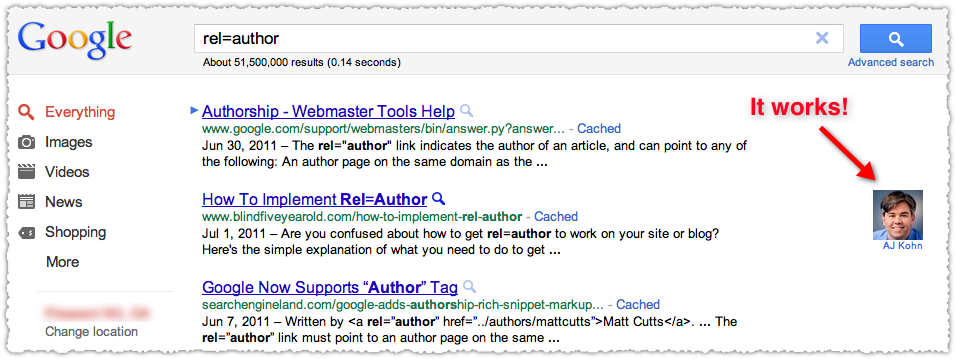 Google
rel=author
About 51,500,000 results (0.14 seconds)
Advanced search
Everything
Images
Videos
News
Shopping
More
Change location
Authorship - Webmaster Tools Help
www.google.com/support/webmasters/bin/answer.py?answer... - Cached
Jun 30, 2011 – The rel="author" link indicates the author of an article, and can point to any of
the following: An author page on the same domain as the ...
How To Implement Rel=Author
www.blindfiveyearold.com/how-to-implement-rel-author - Cached
Jul 1, 2011 – Are you confused about how to get rel=author to work on your site or blog?
Here's the simple explanation of what you need to do to get ...
Google Now Supports “Author” Tag
searchengineland.com/google-adds-authorship-rich-snippet-markup... - Cached
Jun 7, 2011 – Written by <a rel=”author” href=”../authors/mattcutts”>Matt Cutts</a>. ... The
rel="author" link must point to an author page on the same ...
It works!
AJ Kohn